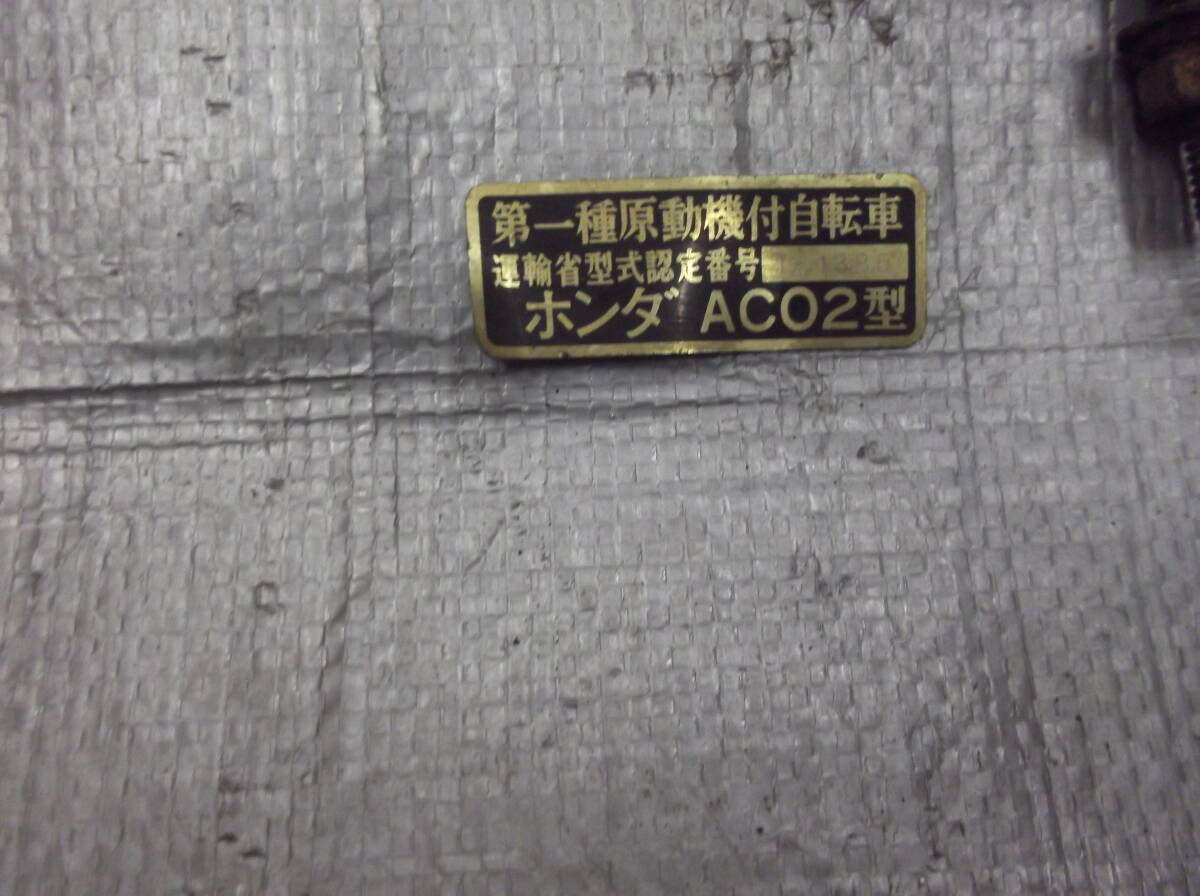 第一種原動機付自転車
運輸省型式認定番号
ホンダ AC02型